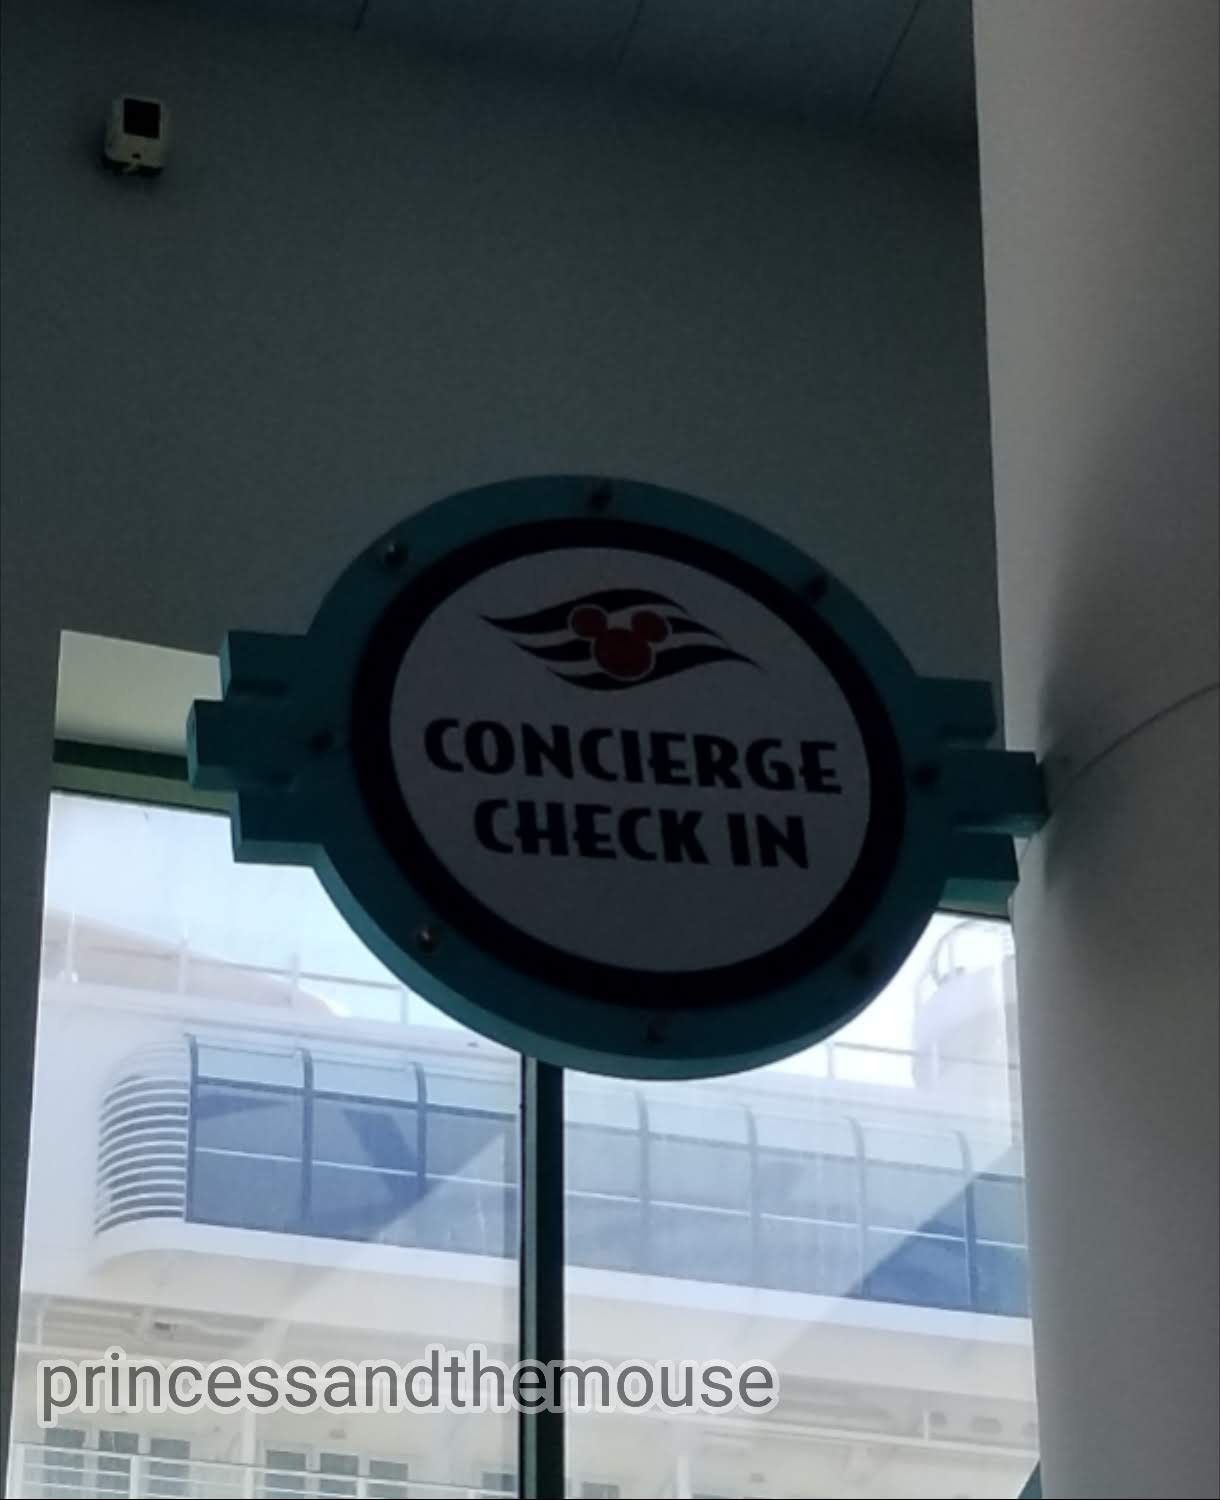 CONCIERGE
CHECK IN
princessandthemouse